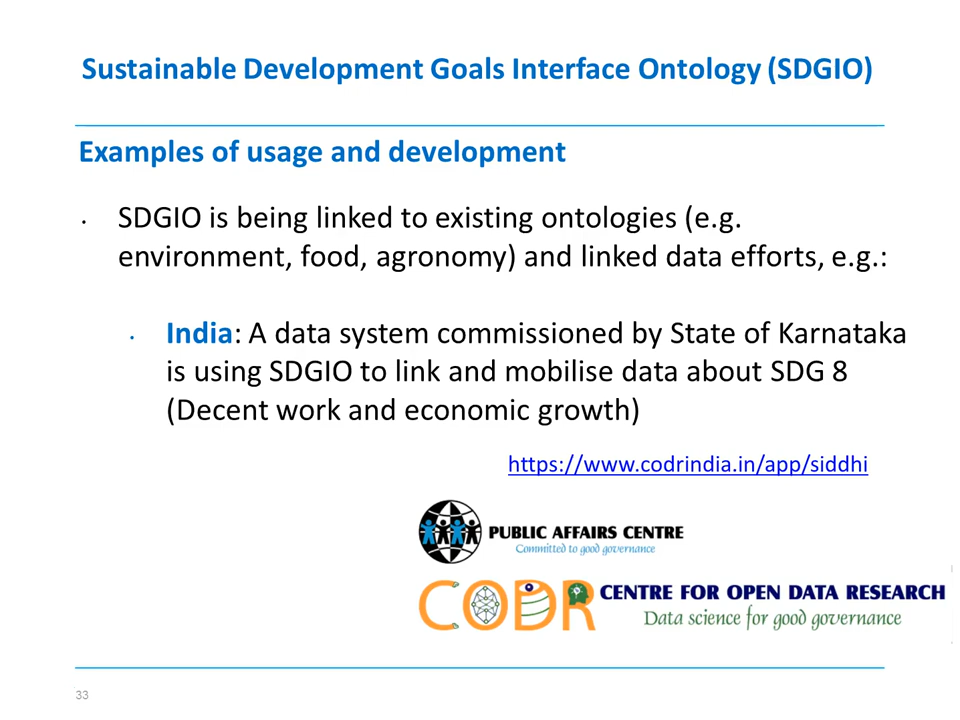 Sustainable Development Goals Interface Ontology (SDGIO)
Examples of usage and development
• SDGIO is being linked to existing ontologies (e.g.
environment, food, agronomy) and linked data efforts, e.g.:
• India: A data system commissioned by State of Karnataka
is using SDGIO to link and mobilise data about SDG 8
(Decent work and economic growth)
https://www.codrindia.in/app/siddhi
PUBLIC AFFAIRS CENTRE
Committed to good governance
CODR CENTRE FOR OPEN DATA RESEARCH
Data science for good governance
33